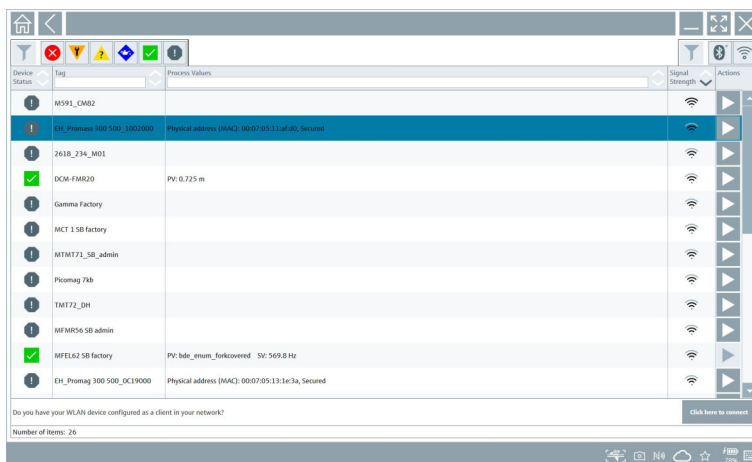 Device Status
Tag
Process Values
Signal Strength
Actions
M591_CM82
EH_Promass 300 500_1002000 Physical address (MAC): 00:07:05:11:af:d0, Secured
2618_234_M01
DCM-FMR20 PV: 0.725 m
Gamma Factory
MCT 1 SB factory
MTMT71_SB_admin
Picomag 7kb
TMT72_DH
MFMR56 SB admin
MFEL62 SB factory PV: bde_enum_forkcovered SV: 569.8 Hz
EH_Promag 300 500_0C19000 Physical address (MAC): 00:07:05:13:1e:3a, Secured
Do you have your WLAN device configured as a client in your network? Click here to connect
Number of items: 26
78%